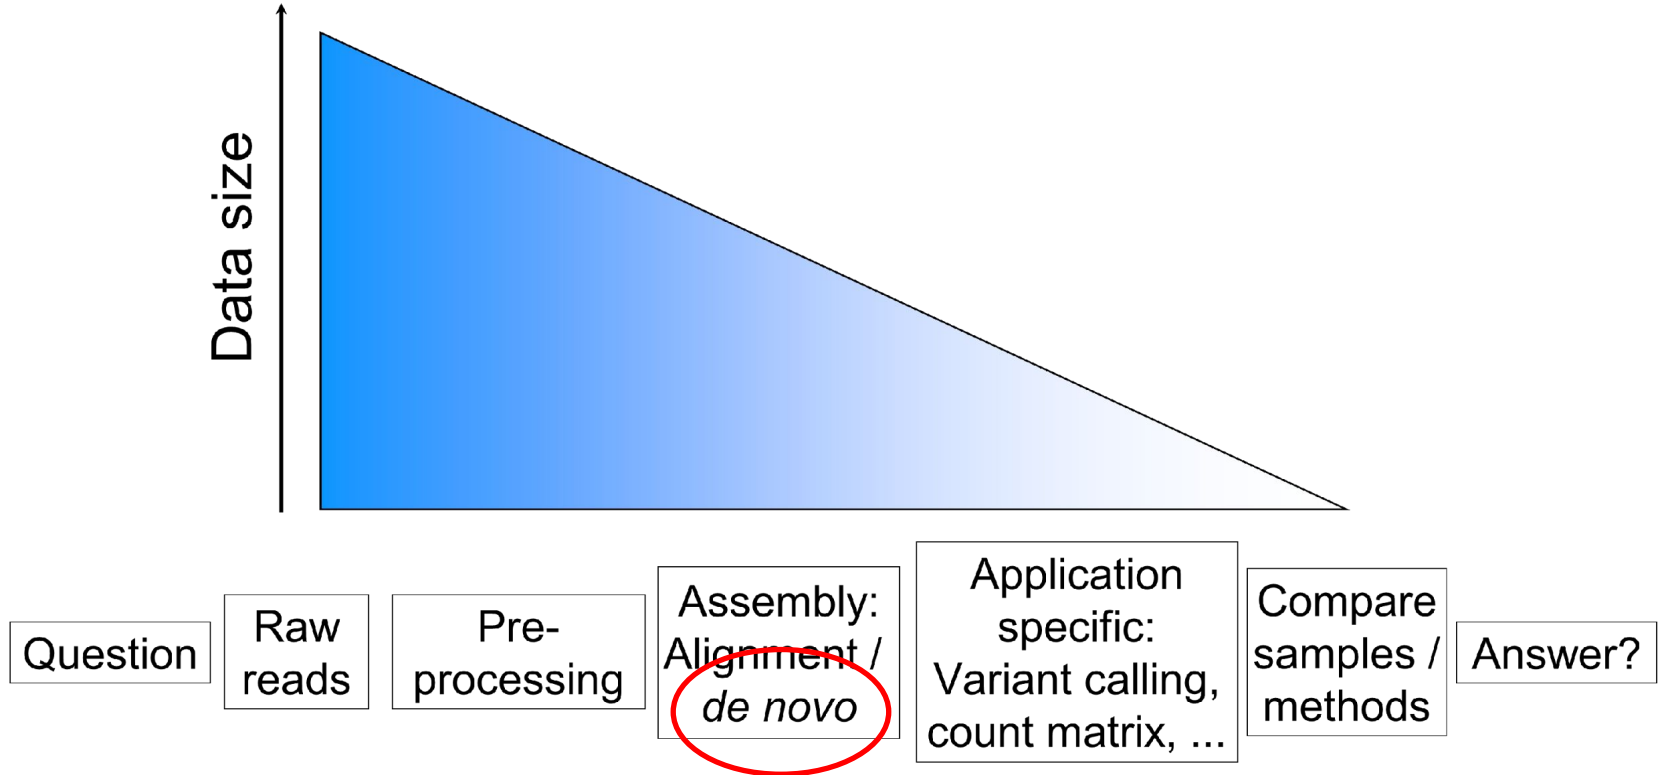 Data size
Question
Raw
reads
Pre-
processing
Assembly:
Alignment /
de novo
Application
specific:
Variant calling,
count matrix, ...
Compare
samples /
methods
Answer?